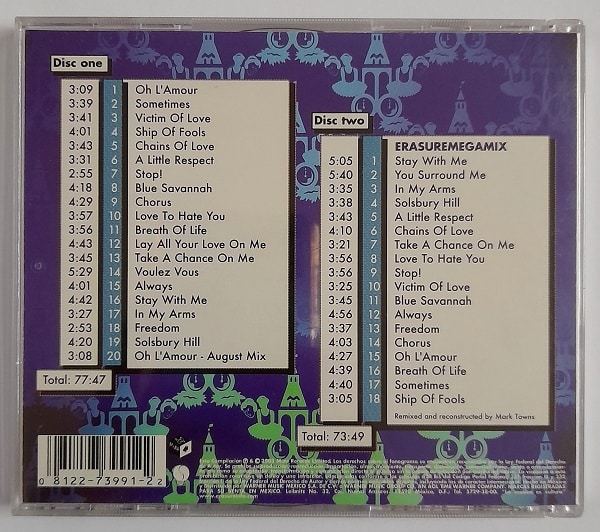 Disc one
3:09 1 Oh L'Amour
3:39 2 Sometimes
3:41 3 Victim Of Love
4:01 4 Ship Of Fools
3:43 5 Chains Of Love
3:31 6 A Little Respect
2:55 7 Stop!
4:18 8 Blue Savannah
4:29 9 Chorus
3:57 10 Love To Hate You
3:56 11 Breath Of Life
4:43 12 Lay All Your Love On Me
3:45 13 Take A Chance On Me
5:29 14 Voulez Vous
4:01 15 Always
4:42 16 Stay With Me
3:27 17 In My Arms
2:53 18 Freedom
4:20 19 Solsbury Hill
3:08 20 Oh L'Amour - August Mix
Total: 77:47
Disc two
ERASUREMEGAMIX
5:05 1 Stay With Me
5:40 2 You Surround Me
3:35 3 In My Arms
3:38 4 Solsbury Hill
3:43 5 A Little Respect
4:10 6 Chains Of Love
3:21 7 Take A Chance On Me
3:56 8 Love To Hate You
3:56 9 Stop!
3:25 10 Victim Of Love
3:45 11 Blue Savannah
4:56 12 Always
3:37 13 Freedom
4:03 14 Chorus
4:27 15 Oh L'Amour
4:39 16 Breath Of Life
4:40 17 Sometimes
3:05 18 Ship Of Fools
Remixed and reconstructed by Mark Towns
Total: 73:49
0 81227-39912-2
PARA SU VENTA EN MEXICO.